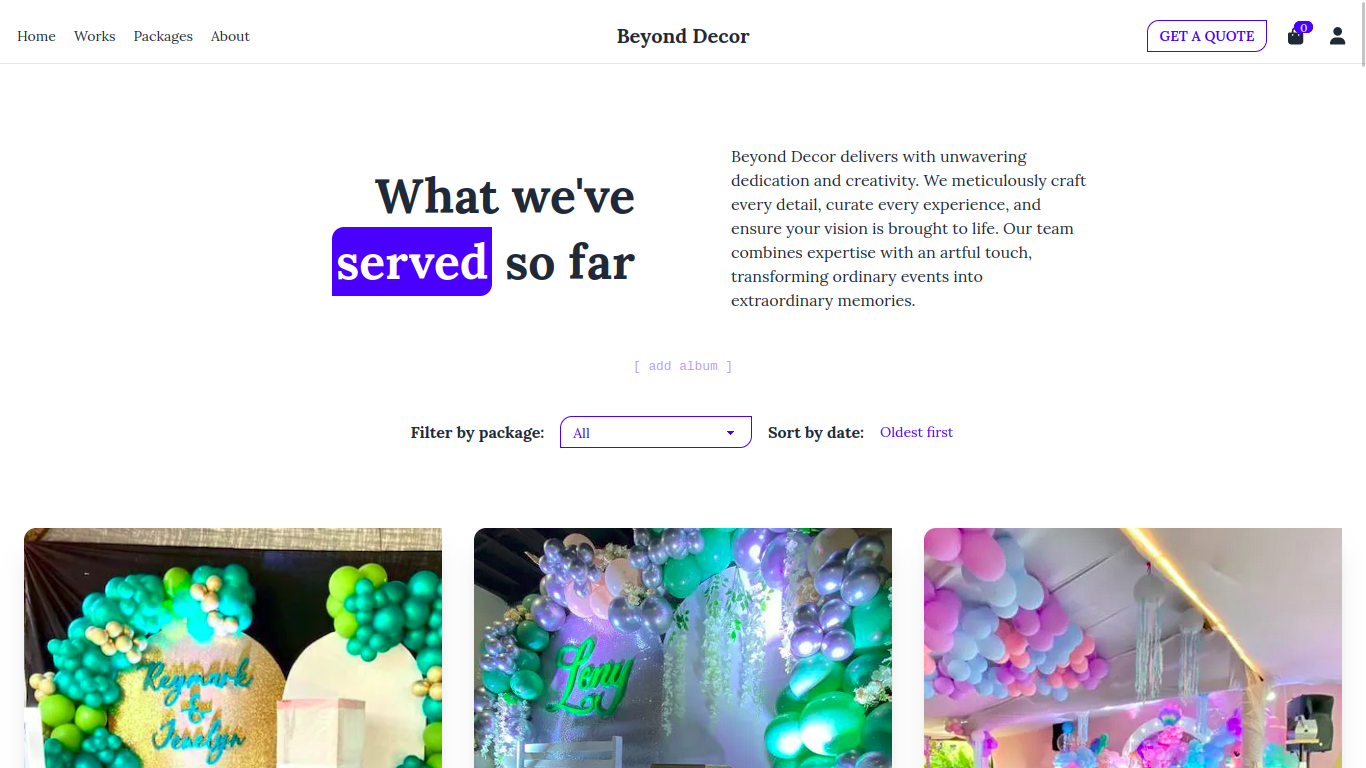 Home Works Packages About
Beyond Decor
GET A QUOTE
0
What we've
served so far
Beyond Decor delivers with unwavering
dedication and creativity. We meticulously craft
every detail, curate every experience, and
ensure your vision is brought to life. Our team
combines expertise with an artful touch,
transforming ordinary events into
extraordinary memories.
[ add album ]
Filter by package: All Sort by date: Oldest first
Reymark
&
Jezalyn
Leny